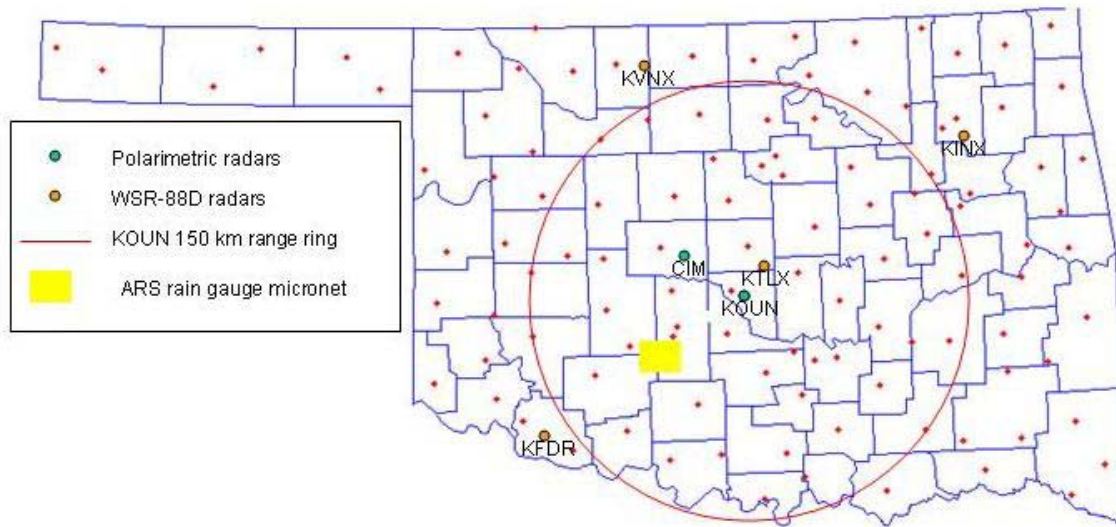 KVNX
KINX
Polarimetric radars
WSR-88D radars
KOUN 150 km range ring
ARS rain gauge micronet
CIM
KTLX
KOUN
KFDR